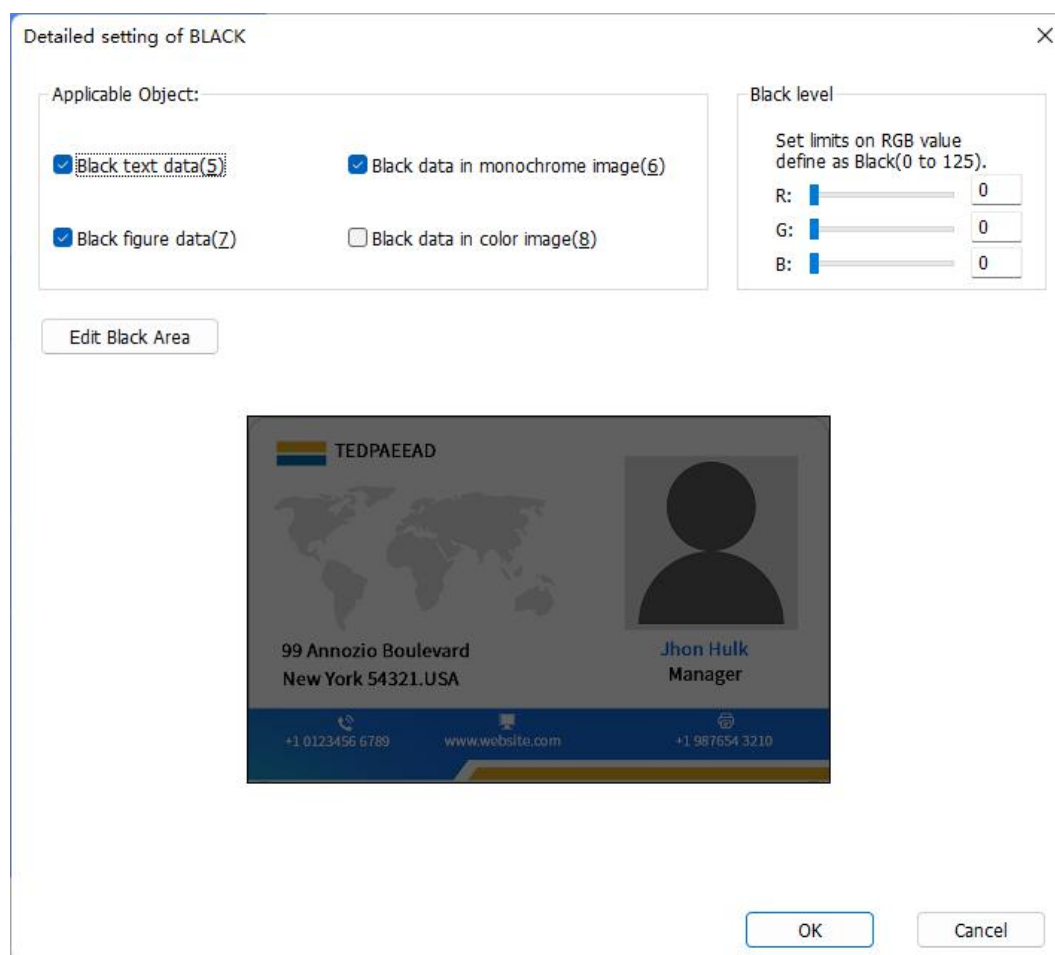 Detailed setting of BLACK
Applicable Object:
Black text data(5)
Black data in monochrome image(6)
Black figure data(7)
Black data in color image(8)
Black level
Set limits on RGB value
define as Black(0 to 125).
R: 0
G: 0
B: 0
Edit Black Area
TEDPAEEAD
99 Annozio Boulevard
New York 54321.USA
Jhon Hulk
Manager
+1 0123456 6789
www.website.com
+1 987654 3210
OK
Cancel